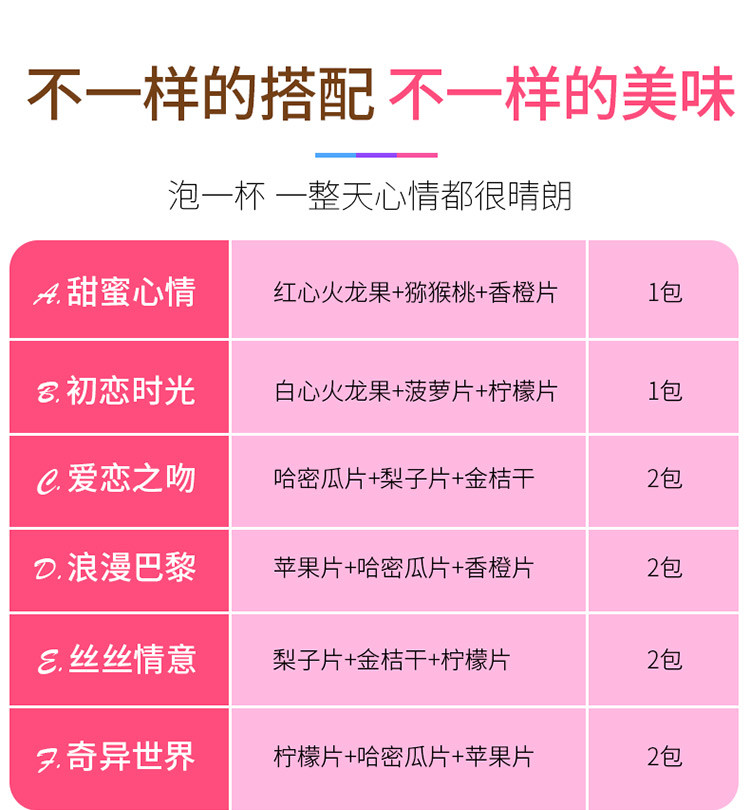 不一样的搭配 不一样的美味
泡一杯 一整天心情都很晴朗
A.甜蜜心情 红心火龙果+猕猴桃+香橙片 1包
B.初恋时光 白心火龙果+菠萝片+柠檬片 1包
C.爱恋之吻 哈密瓜片+梨子片+金桔干 2包
D.浪漫巴黎 苹果片+哈密瓜片+香橙片 2包
E.丝丝情意 梨子片+金桔干+柠檬片 2包
F.奇异世界 柠檬片+哈密瓜片+苹果片 2包